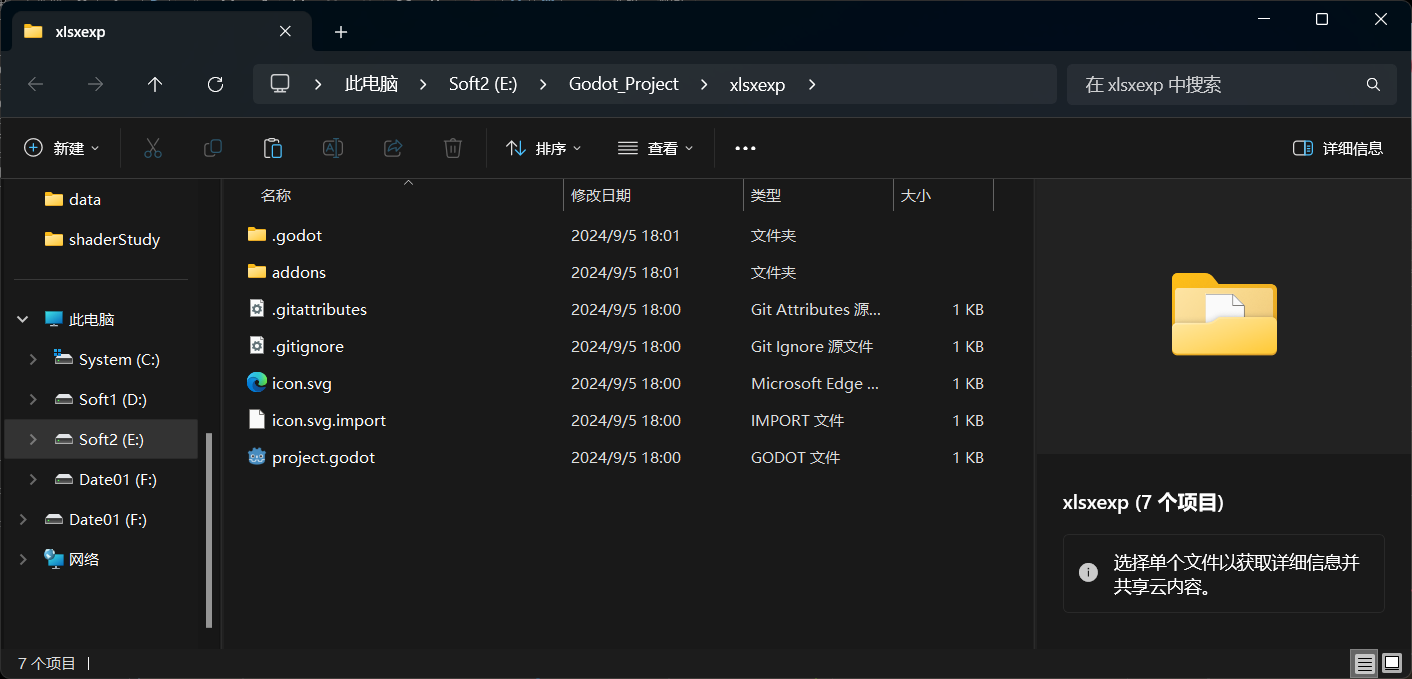 xlsxexp
此电脑 Soft2 (E:) Godot_Project xlsxexp
在 xlsxexp 中搜索
新建 排序 查看 详细信息
data
shaderStudy
此电脑
System (C:)
Soft1 (D:)
Soft2 (E:)
Date01 (F:)
Date01 (F:)
网络
名称 修改日期 类型 大小
.godot 2024/9/5 18:01 文件夹
addons 2024/9/5 18:01 文件夹
.gitattributes 2024/9/5 18:00 Git Attributes 源... 1 KB
.gitignore 2024/9/5 18:00 Git Ignore 源文件 1 KB
icon.svg 2024/9/5 18:00 Microsoft Edge ... 1 KB
icon.svg.import 2024/9/5 18:00 IMPORT 文件 1 KB
project.godot 2024/9/5 18:00 GODOT 文件 1 KB
xlsxexp (7 个项目)
选择单个文件以获取详细信息并
共享云内容。
7 个项目